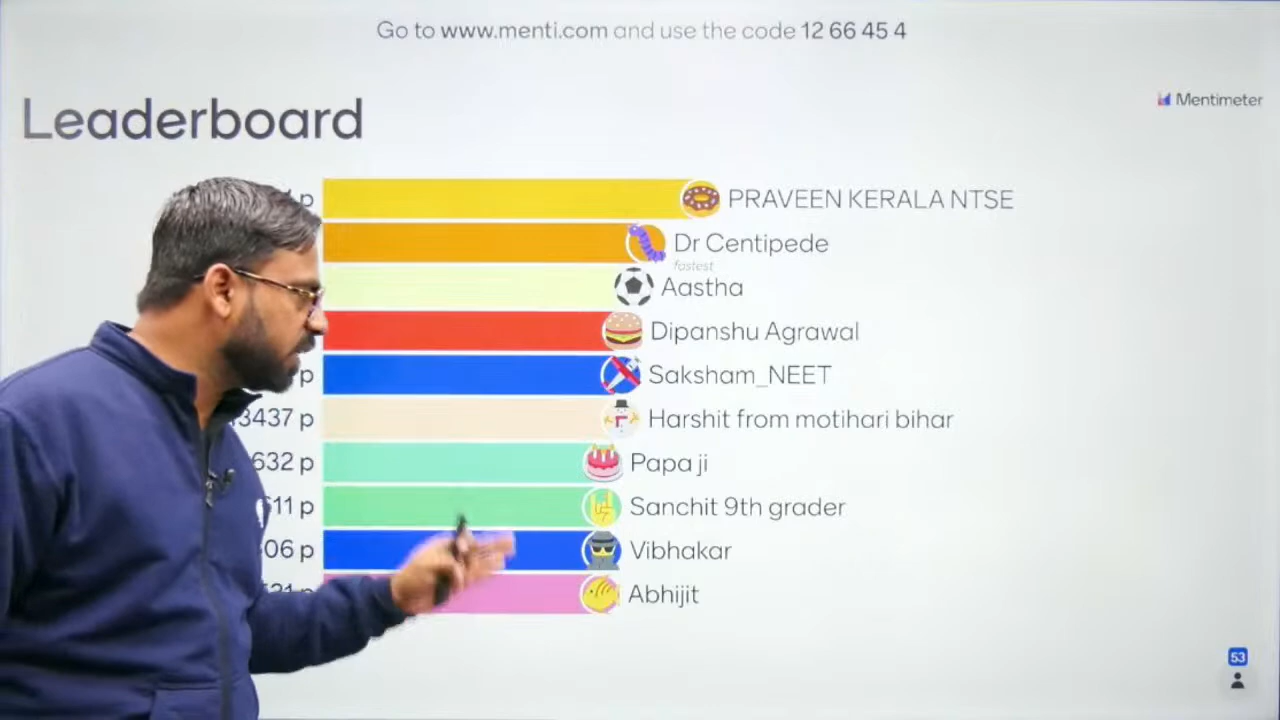 Go to www.menti.com and use the code 12 66 45 4
Mentimeter
Leaderboard
p PRAVEEN KERALA NTSE
Dr Centipede
fastest
Aastha
Dipanshu Agrawal
p Saksham_NEET
3437 p Harshit from motihari bihar
632 p Papa ji
611 p Sanchit 9th grader
06 p Vibhakar
Abhijit
53